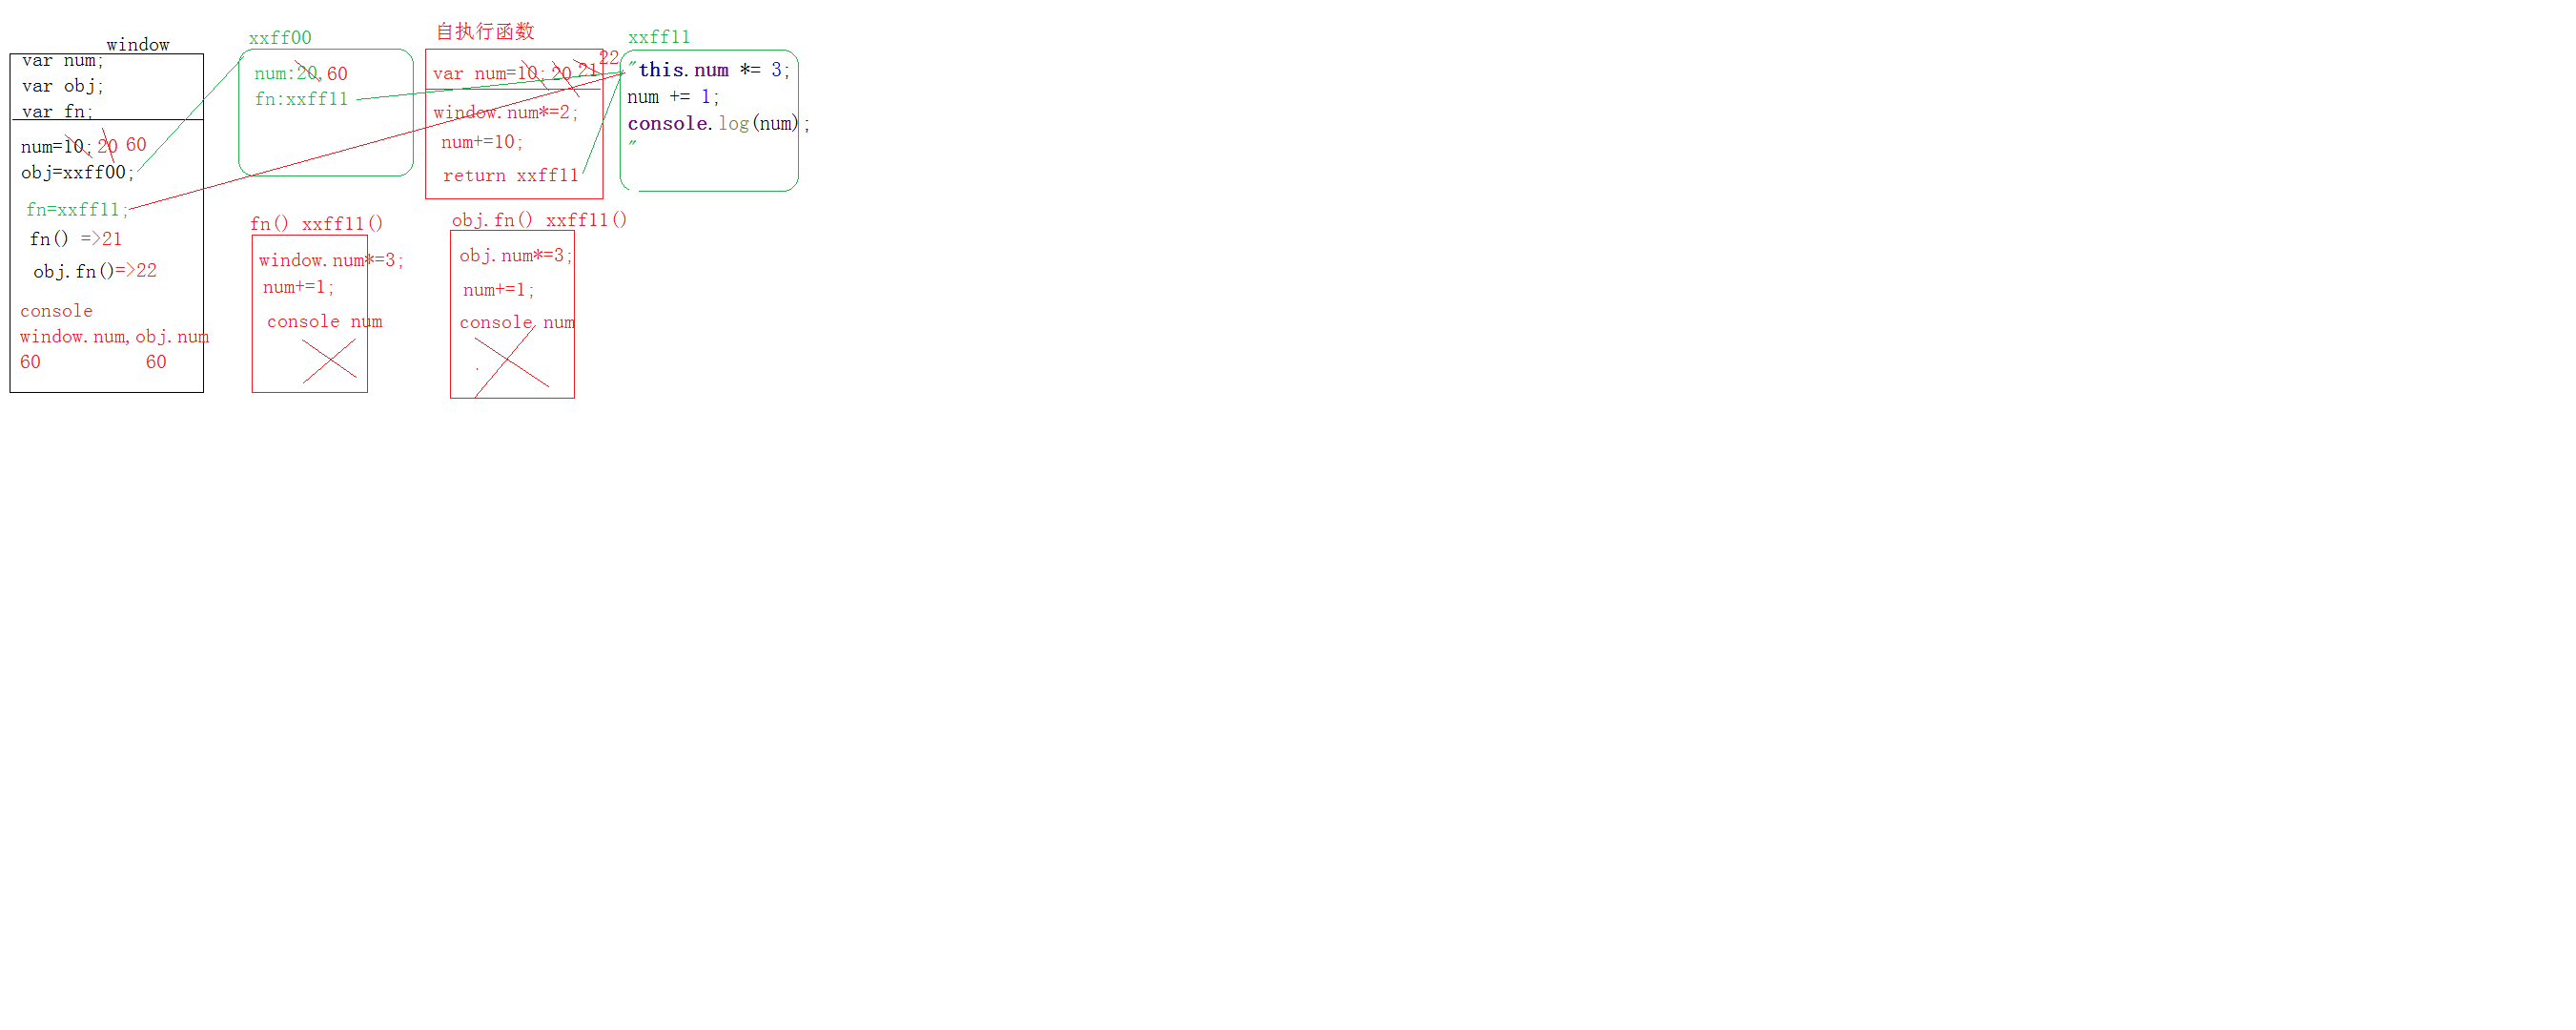 window
var num;
var obj;
var fn;
num=10; 20 60
obj=xxff00;
fn=xxff11;
fn() =>21
obj.fn()=>22
console
window.num, obj.num
60 60
xxff00
num:20, 60
fn:xxff11
自执行函数
var num=10; 20 21 22
window.num*=2;
num+=10;
return xxff11
xxff11
"this.num *= 3;
num += 1;
console.log(num);
"
fn() xxff11()
window.num*=3;
num+=1;
console num
obj.fn() xxff11()
obj.num*=3;
num+=1;
console num